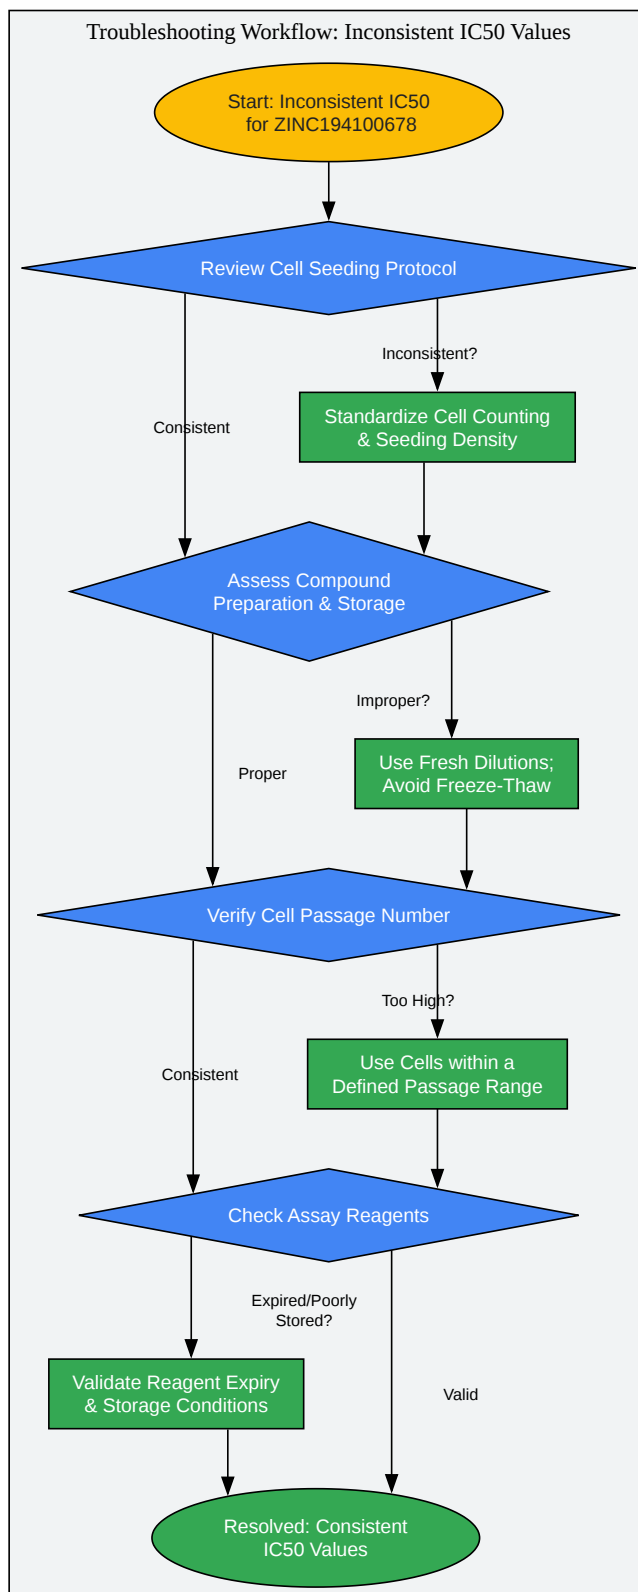 Troubleshooting Workflow: Inconsistent IC50 Values
Start: Inconsistent IC50
for ZINC194100678
Review Cell Seeding Protocol
Inconsistent?
Standardize Cell Counting
& Seeding Density
Consistent
Assess Compound
Preparation & Storage
Improper?
Use Fresh Dilutions;
Avoid Freeze-Thaw
Proper
Verify Cell Passage Number
Too High?
Use Cells within a
Defined Passage Range
Consistent
Check Assay Reagents
Expired/Poorly
Stored?
Validate Reagent Expiry
& Storage Conditions
Valid
Resolved: Consistent
IC50 Values